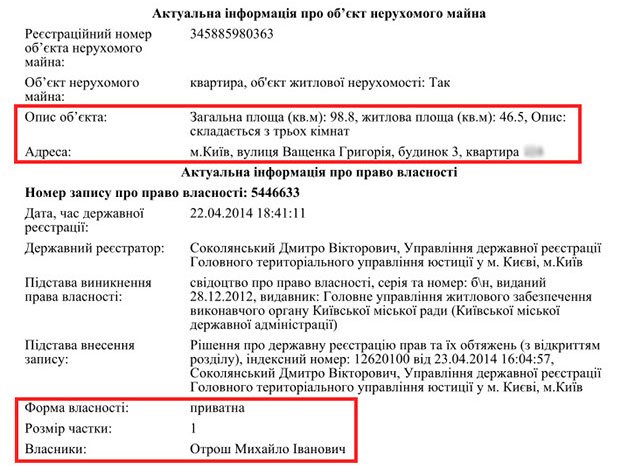 Актуальна інформація про об’єкт нерухомого майна
Реєстраційний номер 345885980363
об’єкта нерухомого
майна:
Об’єкт нерухомого квартира, об'єкт житлової нерухомості: Так
майна:
Опис об’єкта: Загальна площа (кв.м): 98.8, житлова площа (кв.м): 46.5, Опис:
складається з трьох кімнат
Адреса: м.Київ, вулиця Ващенка Григорія, будинок 3, квартира
Актуальна інформація про право власності
Номер запису про право власності: 5446633
Дата, час державної 22.04.2014 18:41:11
реєстрації:
Державний реєстратор: Соколянський Дмитро Вікторович, Управління державної реєстрації
Головного територіального управління юстиції у м. Києві, м.Київ
Підстава виникнення свідоцтво про право власності, серія та номер: б\н, виданий
права власності: 28.12.2012, видавник: Головне управління житлового забезпечення
виконавчого органу Київської міської ради (Київської міської
державної адміністрації)
Підстава внесення Рішення про державну реєстрацію прав та їх обтяжень (з відкриттям
запису: розділу), індексний номер: 12620100 від 23.04.2014 16:04:57,
Соколянський Дмитро Вікторович, Управління державної реєстрації
Головного територіального управління юстиції у м. Києві, м.Київ
Форма власності: приватна
Розмір частки: 1
Власники: Отрош Михайло Іванович